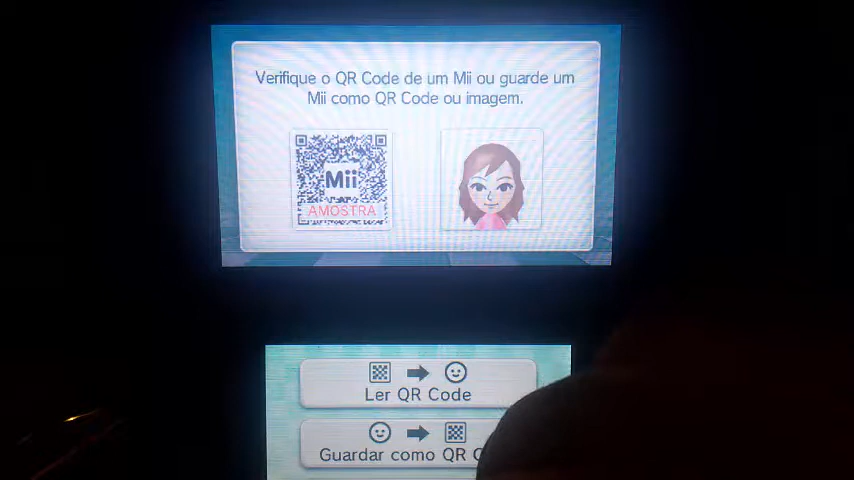 Verifique o QR Code de um Mii ou guarde um
Mii como QR Code ou imagem.
Mii
AMOSTRA
Ler QR Code
Guardar como QR